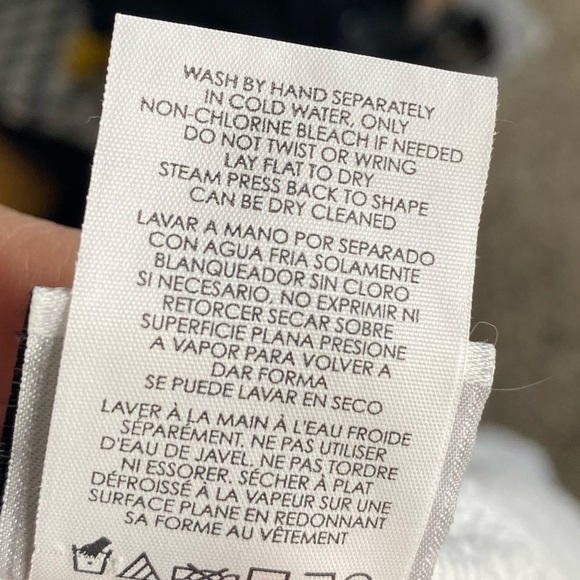 WASH BY HAND SEPARATELY
IN COLD WATER, ONLY
NON-CHLORINE BLEACH IF NEEDED
DO NOT TWIST OR WRING
LAY FLAT TO DRY
STEAM PRESS BACK TO SHAPE
CAN BE DRY CLEANED
LAVAR A MANO POR SEPARADO
CON AGUA FRIA SOLAMENTE
BLANQUEADOR SIN CLORO
SI NECESARIO, NO EXPRIMIR NI
RETORCER SECAR SOBRE
SUPERFICIE PLANA PRESIONE
A VAPOR PARA VOLVER A
DAR FORMA
SE PUEDE LAVAR EN SECO
LAVER À LA MAIN À L'EAU FROIDE
SÉPARÉMENT. NE PAS UTILISER
D'EAU DE JAVEL. NE PAS TORDRE
NI ESSORER. SÉCHER À PLAT
DÉFROISSÉ À LA VAPEUR SUR UNE
SURFACE PLANE EN REDONNANT
SA FORME AU VÊTEMENT